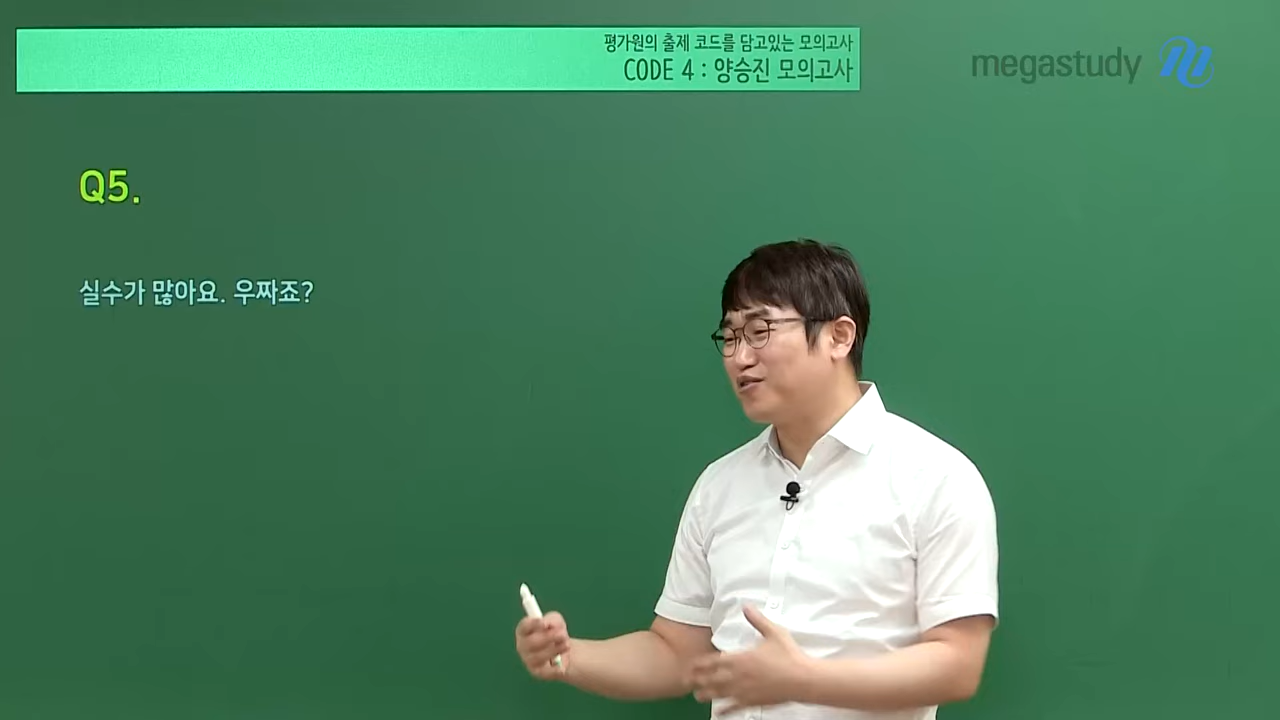 평가원의 출제 코드를 담고있는 모의고사
CODE 4 : 양승진 모의고사
megastudy
Q5.
실수가 많아요. 우짜죠?